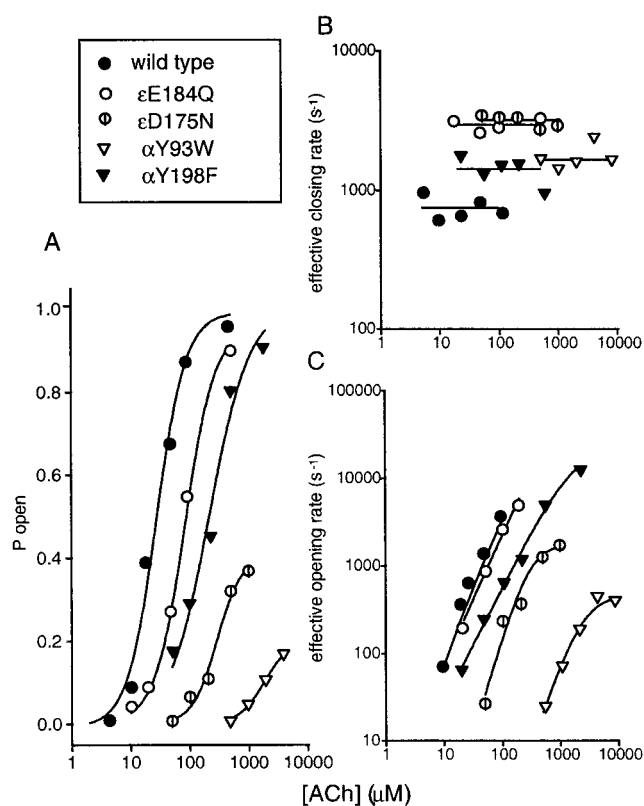 wild type
εE184Q
εD175N
αY93W
αY198F
A
P open
1.0
0.8
0.6
0.4
0.2
0.0
1 10 100 1000 10000
[ACh] (μM)
B
effective closing rate (s⁻¹)
10000
1000
100
1 10 100 1000 10000
C
effective opening rate (s⁻¹)
100000
10000
1000
100
10
1 10 100 1000 10000